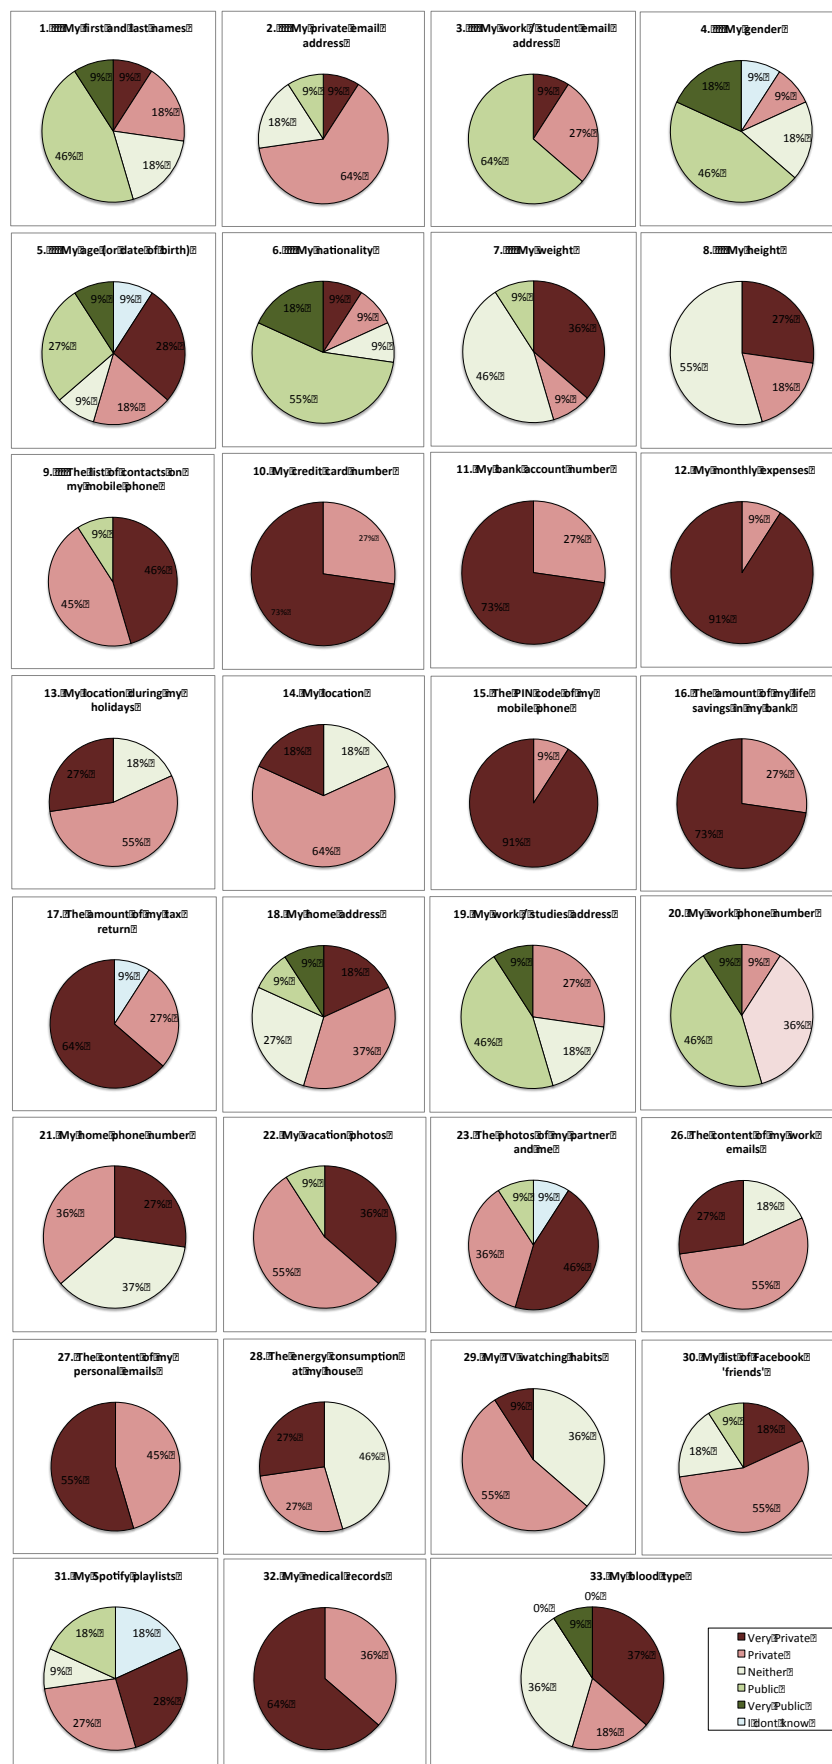 1. My first and last names
9% 9%
18%
46%
18%
2. My private email
address
9% 9%
18%
64%
3. My work / student email
address
9%
27%
64%
4. My gender
9%
18%
9%
18%
46%
5. My age (or date of birth)
9% 9%
27%
28%
9%
18%
6. My nationality
18% 9%
9%
9%
55%
7. My weight
9%
36%
46%
9%
8. My height
27%
55%
18%
9. The list of contacts on
my mobile phone
9%
46%
45%
10. My credit card number
27%
73%
11. My bank account number
27%
73%
12. My monthly expenses
9%
91%
13. My location during my
holidays
27% 18%
55%
14. My location
18% 18%
64%
15. The PIN code of my
mobile phone
9%
91%
16. The amount of my life
savings in my bank
27%
73%
17. The amount of my tax
return
9%
27%
64%
18. My home address
9%
9%
18%
27%
37%
19. My work / studies address
9%
27%
46%
18%
20. My work phone number
9% 9%
36%
46%
21. My home phone number
27%
36%
37%
22. My vacation photos
9%
36%
55%
23. The photos of my partner
and me
9% 9%
36%
46%
26. The content of my work
emails
18%
27%
55%
27. The content of my
personal emails
45%
55%
28. The energy consumption
at my house
27%
46%
27%
29. My TV watching habits
9%
36%
55%
30. My list of Facebook
'friends'
9% 18%
18%
55%
31. My Spotify playlists
18% 18%
9%
28%
27%
32. My medical records
36%
64%
33. My blood type
0%
0%
9%
37%
36%
18%
Very Private
Private
Neither
Public
Very Public
I dont know